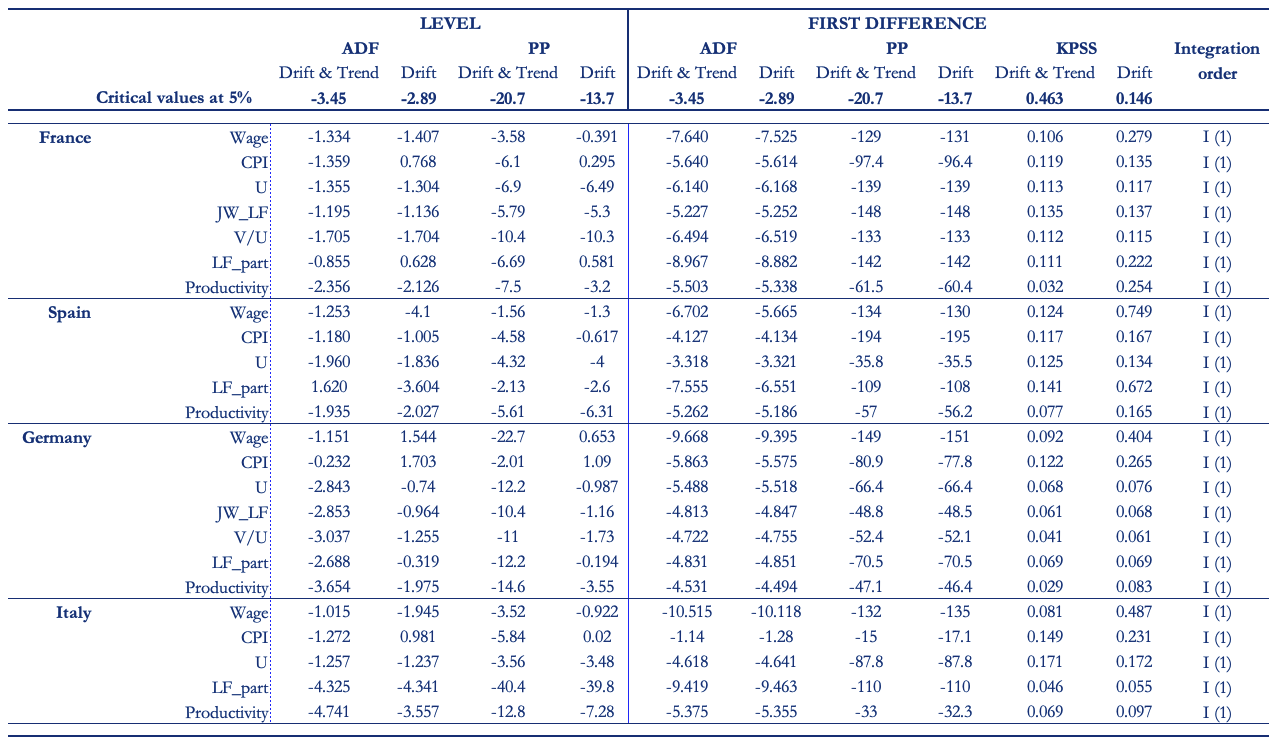 LEVEL FIRST DIFFERENCE
ADF PP ADF PP KPSS Integration
Drift & Trend Drift Drift & Trend Drift Drift & Trend Drift Drift & Trend Drift Drift & Trend Drift order
Critical values at 5% -3.45 -2.89 -20.7 -13.7 -3.45 -2.89 -20.7 -13.7 0.463 0.146
France Wage -1.334 -1.407 -3.58 -0.391 -7.640 -7.525 -129 -131 0.106 0.279 I (1)
CPI -1.359 0.768 -6.1 0.295 -5.640 -5.614 -97.4 -96.4 0.119 0.135 I (1)
U -1.355 -1.304 -6.9 -6.49 -6.140 -6.168 -139 -139 0.113 0.117 I (1)
JW_LF -1.195 -1.136 -5.79 -5.3 -5.227 -5.252 -148 -148 0.135 0.137 I (1)
V/U -1.705 -1.704 -10.4 -10.3 -6.494 -6.519 -133 -133 0.112 0.115 I (1)
LF_part -0.855 0.628 -6.69 0.581 -8.967 -8.882 -142 -142 0.111 0.222 I (1)
Productivity -2.356 -2.126 -7.5 -3.2 -5.503 -5.338 -61.5 -60.4 0.032 0.254 I (1)
Spain Wage -1.253 -4.1 -1.56 -1.3 -6.702 -5.665 -134 -130 0.124 0.749 I (1)
CPI -1.180 -1.005 -4.58 -0.617 -4.127 -4.134 -194 -195 0.117 0.167 I (1)
U -1.960 -1.836 -4.32 -4 -3.318 -3.321 -35.8 -35.5 0.125 0.134 I (1)
LF_part 1.620 -3.604 -2.13 -2.6 -7.555 -6.551 -109 -108 0.141 0.672 I (1)
Productivity -1.935 -2.027 -5.61 -6.31 -5.262 -5.186 -57 -56.2 0.077 0.165 I (1)
Germany Wage -1.151 1.544 -22.7 0.653 -9.668 -9.395 -149 -151 0.092 0.404 I (1)
CPI -0.232 1.703 -2.01 1.09 -5.863 -5.575 -80.9 -77.8 0.122 0.265 I (1)
U -2.843 -0.74 -12.2 -0.987 -5.488 -5.518 -66.4 -66.4 0.068 0.076 I (1)
JW_LF -2.853 -0.964 -10.4 -1.16 -4.813 -4.847 -48.8 -48.5 0.061 0.068 I (1)
V/U -3.037 -1.255 -11 -1.73 -4.722 -4.755 -52.4 -52.1 0.041 0.061 I (1)
LF_part -2.688 -0.319 -12.2 -0.194 -4.831 -4.851 -70.5 -70.5 0.069 0.069 I (1)
Productivity -3.654 -1.975 -14.6 -3.55 -4.531 -4.494 -47.1 -46.4 0.029 0.083 I (1)
Italy Wage -1.015 -1.945 -3.52 -0.922 -10.515 -10.118 -132 -135 0.081 0.487 I (1)
CPI -1.272 0.981 -5.84 0.02 -1.14 -1.28 -15 -17.1 0.149 0.231 I (1)
U -1.257 -1.237 -3.56 -3.48 -4.618 -4.641 -87.8 -87.8 0.171 0.172 I (1)
LF_part -4.325 -4.341 -40.4 -39.8 -9.419 -9.463 -110 -110 0.046 0.055 I (1)
Productivity -4.741 -3.557 -12.8 -7.28 -5.375 -5.355 -33 -32.3 0.069 0.097 I (1)